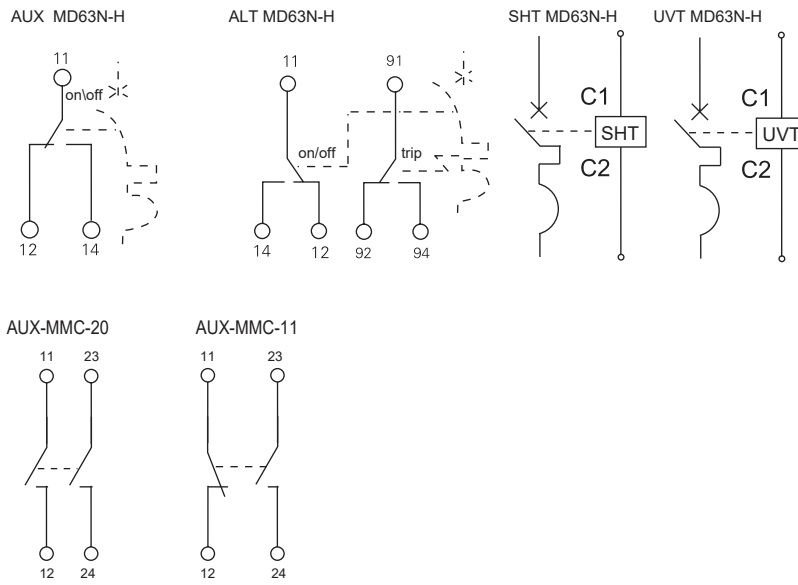 AUX MD63N-H
ALT MD63N-H
SHT MD63N-H
UVT MD63N-H
11
on\off
12
14
11
91
on/off
trip
14
12
92
94
C1
SHT
C2
C1
UVT
C2
AUX-MMC-20
AUX-MMC-11
11
23
12
24
11
23
12
24